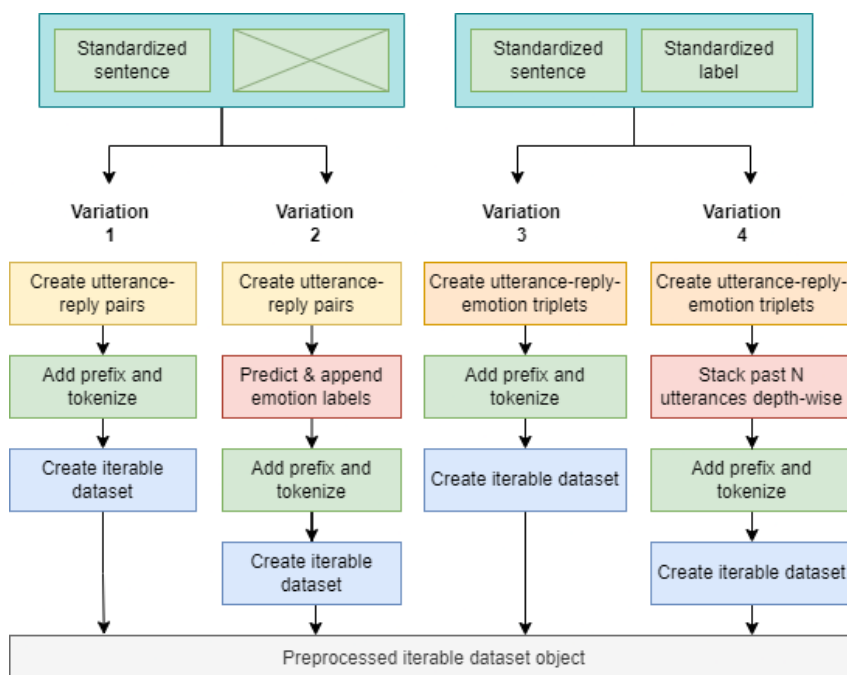 Standardized
sentence
Standardized
sentence
Standardized
label
Variation
1
Variation
2
Variation
3
Variation
4
Create utterance-
reply pairs
Create utterance-
reply pairs
Create utterance-reply-
emotion triplets
Create utterance-reply-
emotion triplets
Add prefix and
tokenize
Predict & append
emotion labels
Add prefix and
tokenize
Stack past N
utterances depth-wise
Create iterable
dataset
Add prefix and
tokenize
Create iterable dataset
Add prefix and
tokenize
Create iterable
dataset
Create iterable dataset
Preprocessed iterable dataset object